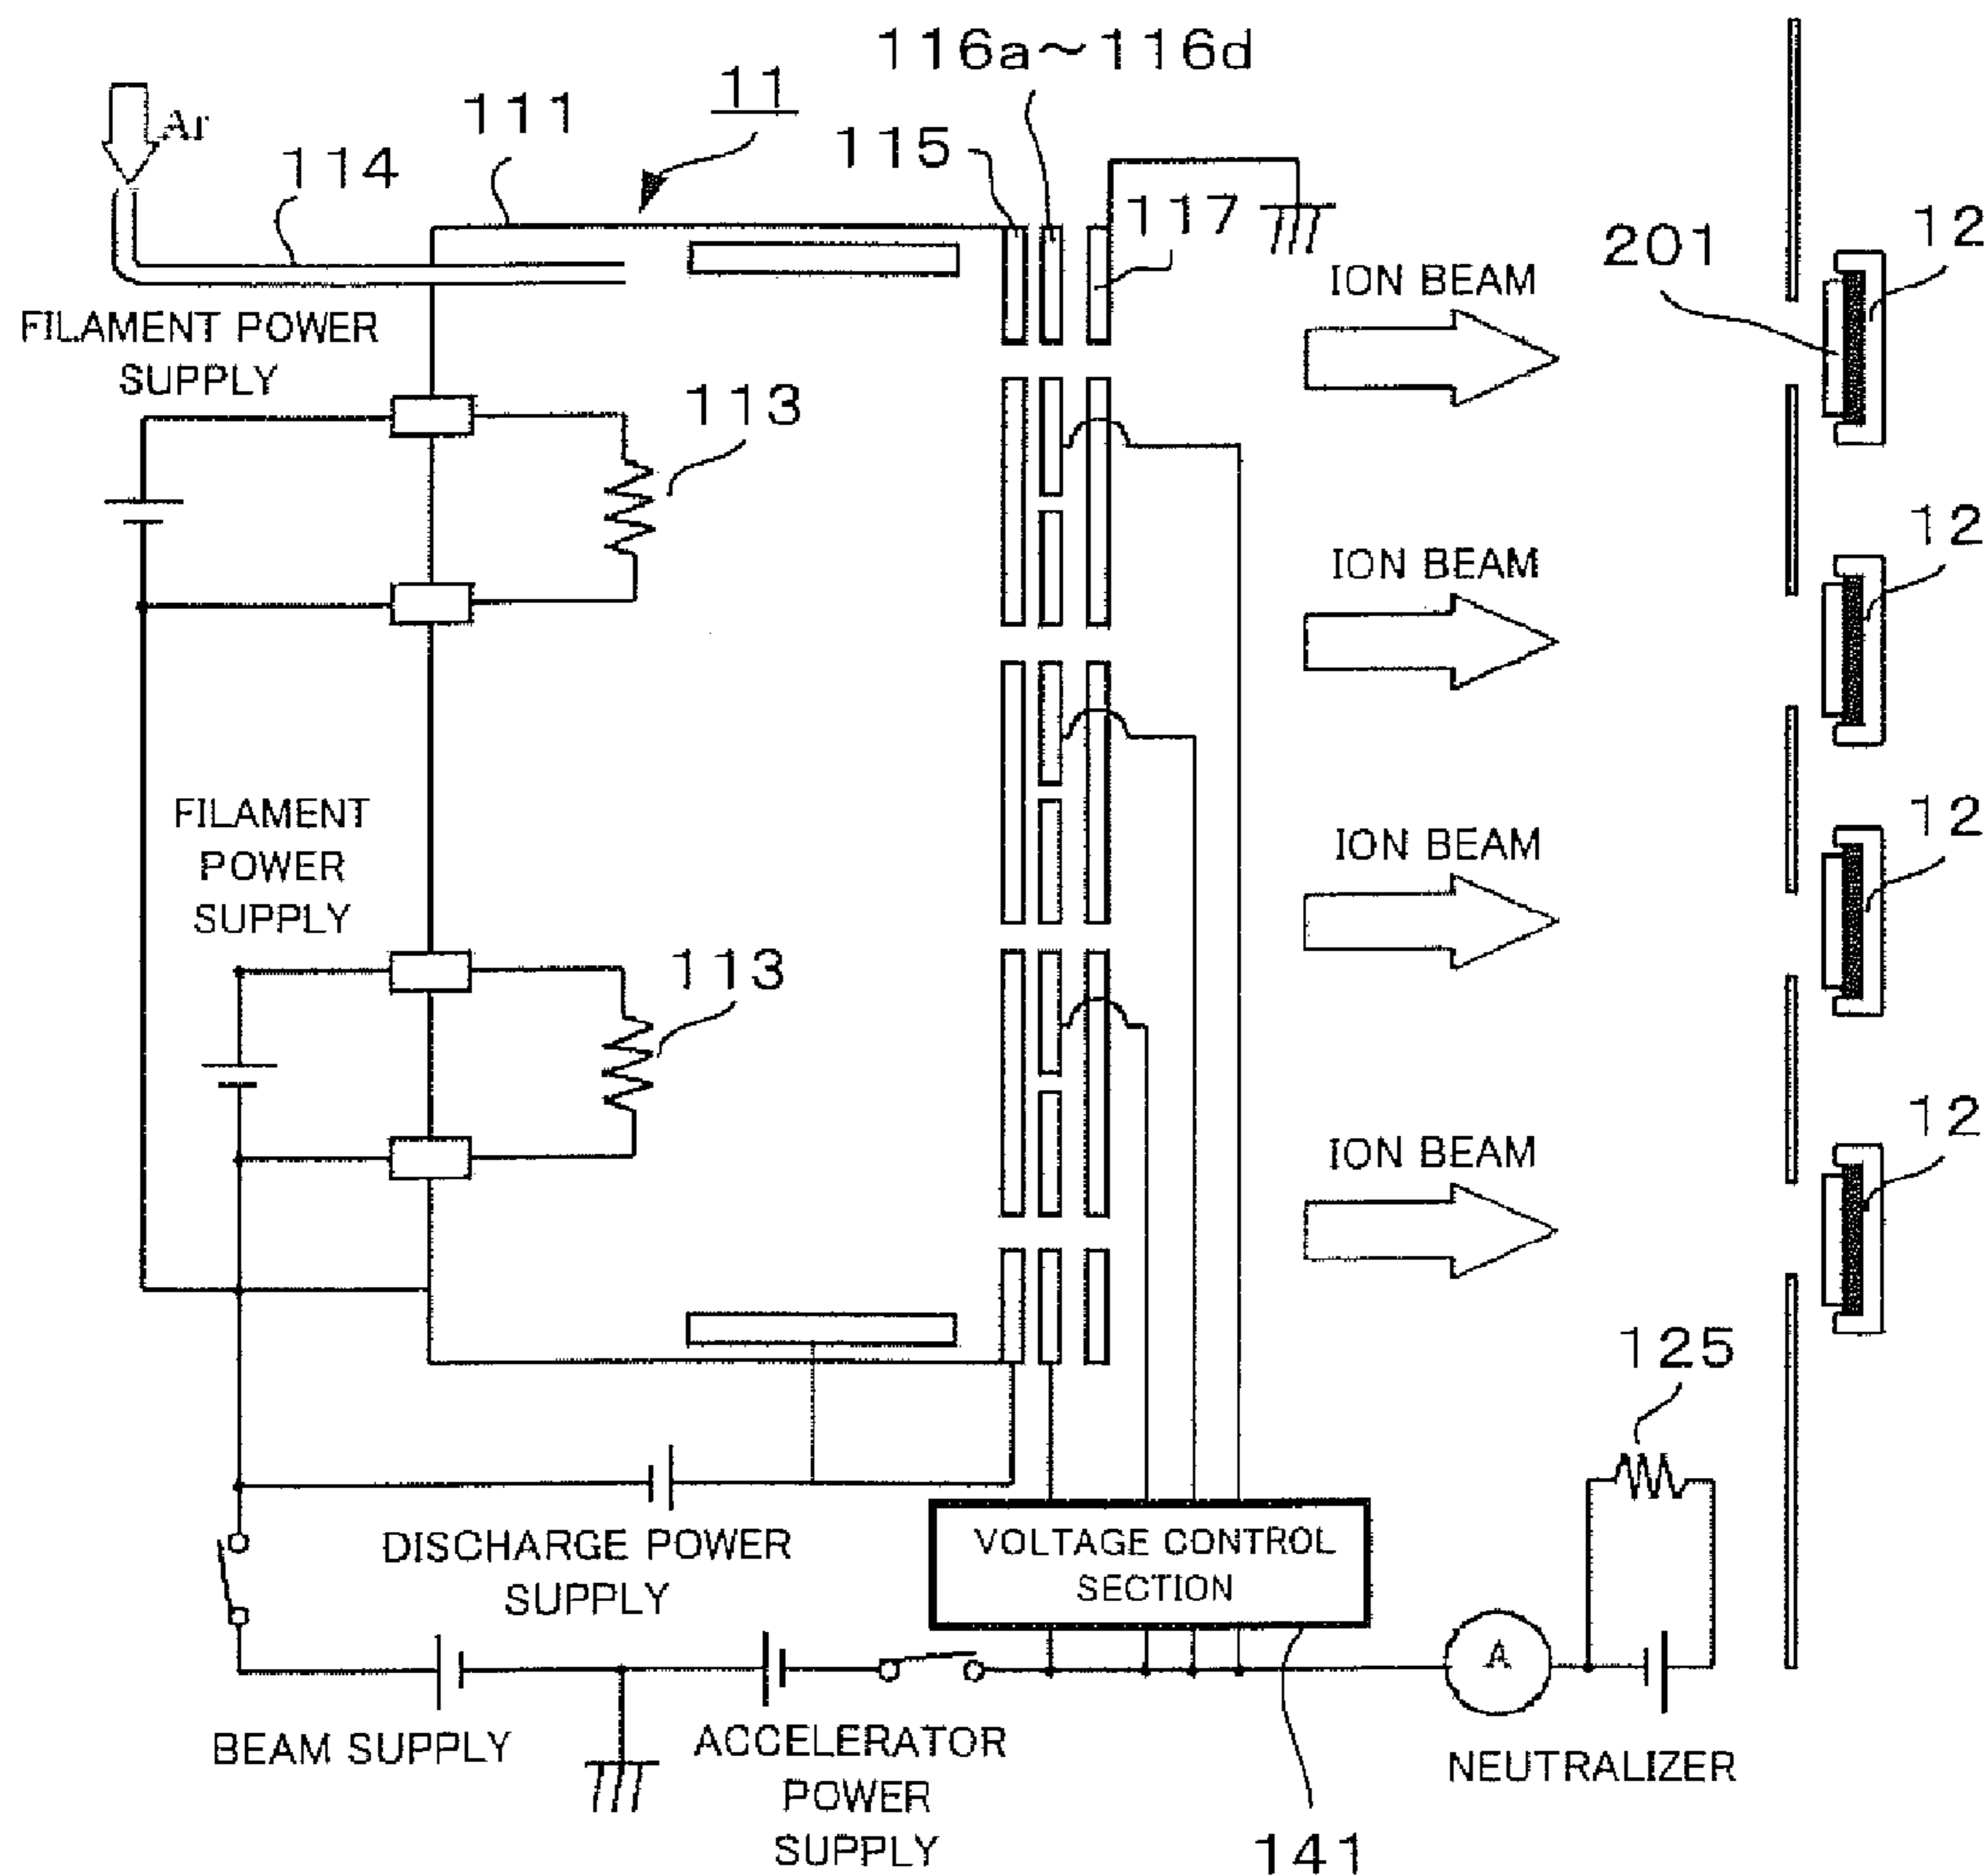 116a~116d
11
111
Ar
115
114
117
12
201
ION BEAM
FILAMENT POWER
SUPPLY
113
12
ION BEAM
FILAMENT
POWER
SUPPLY
12
ION BEAM
113
12
ION BEAM
125
DISCHARGE POWER
SUPPLY
VOLTAGE CONTROL
SECTION
A
BEAM SUPPLY
ACCELERATOR
POWER
SUPPLY
NEUTRALIZER
141